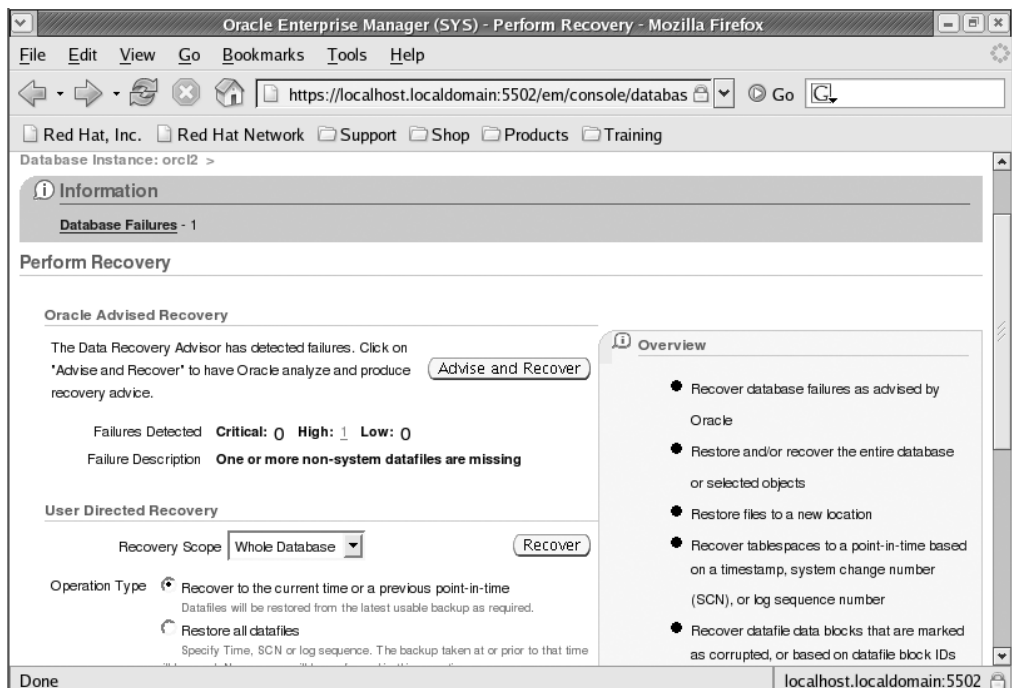 Oracle Enterprise Manager (SYS) - Perform Recovery - Mozilla Firefox
File Edit View Go Bookmarks Tools Help
https://localhost.localdomain:5502/em/console/databas Go G
Red Hat, Inc. Red Hat Network Support Shop Products Training
Database Instance: orcl2 >
Information
Database Failures - 1
Perform Recovery
Oracle Advised Recovery
The Data Recovery Advisor has detected failures. Click on
"Advise and Recover" to have Oracle analyze and produce
recovery advice.
Advise and Recover
Failures Detected Critical: 0 High: 1 Low: 0
Failure Description One or more non-system datafiles are missing
User Directed Recovery
Recovery Scope Whole Database Recover
Operation Type Recover to the current time or a previous point-in-time
Datafiles will be restored from the latest usable backup as required.
Restore all datafiles
Specify Time, SCN or log sequence. The backup taken at or prior to that time
Overview
Recover database failures as advised by
Oracle
Restore and/or recover the entire database
or selected objects
Restore files to a new location
Recover tablespaces to a point-in-time based
on a timestamp, system change number
(SCN), or log sequence number
Recover datafile data blocks that are marked
as corrupted, or based on datafile block IDs
Done localhost.localdomain:5502